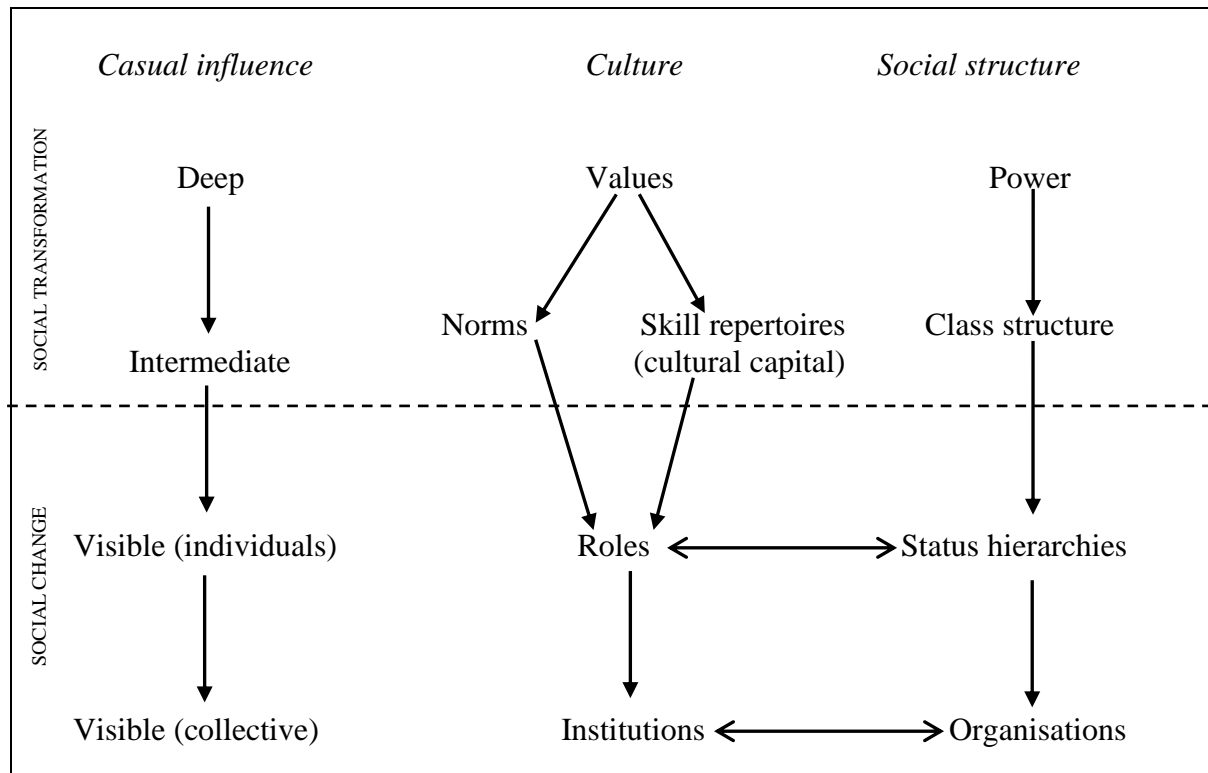 Casual influence Culture Social structure
SOCIAL TRANSFORMATION
Deep Values Power
Norms Skill repertoires Class structure
Intermediate (cultural capital)
SOCIAL CHANGE
Visible (individuals) Roles Status hierarchies
Visible (collective) Institutions Organisations